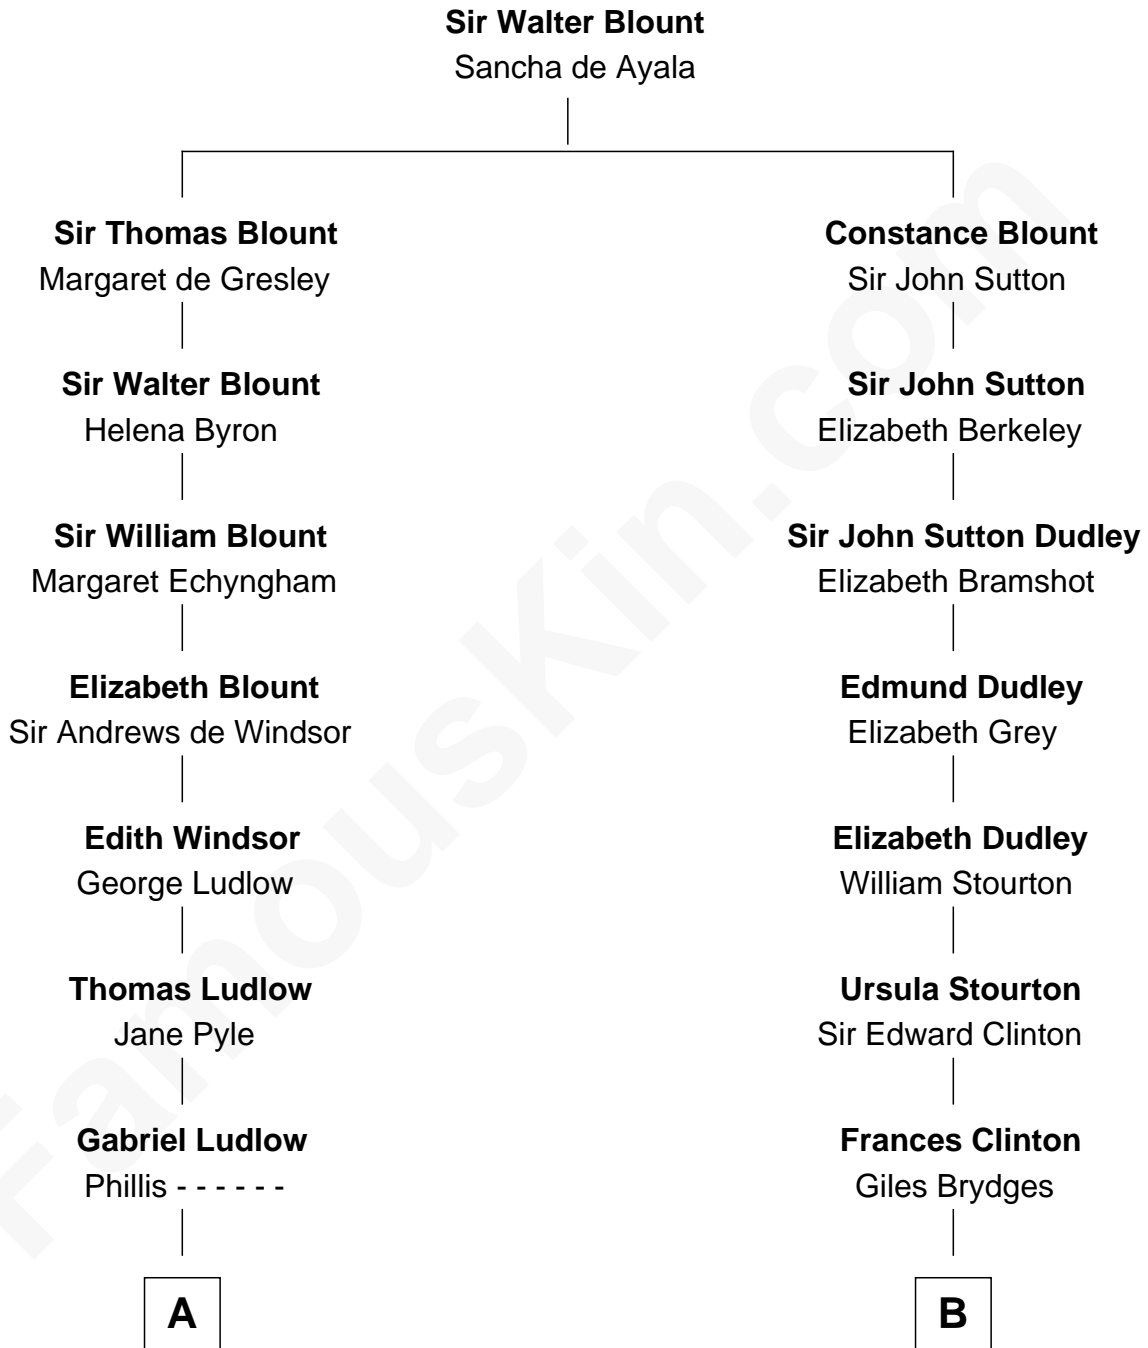 Sir Walter Blount
Sancha de Ayala
Sir Thomas Blount
Margaret de Gresley
Constance Blount
Sir John Sutton
Sir Walter Blount
Helena Byron
Sir John Sutton
Elizabeth Berkeley
Sir William Blount
Margaret Echyngham
Sir John Sutton Dudley
Elizabeth Bramshot
Elizabeth Blount
Sir Andrews de Windsor
Edmund Dudley
Elizabeth Grey
Edith Windsor
George Ludlow
Elizabeth Dudley
William Stourton
Thomas Ludlow
Jane Pyle
Ursula Stourton
Sir Edward Clinton
Gabriel Ludlow
Phillis - - - - - -
Frances Clinton
Giles Brydges
A
B
FamousKin.com